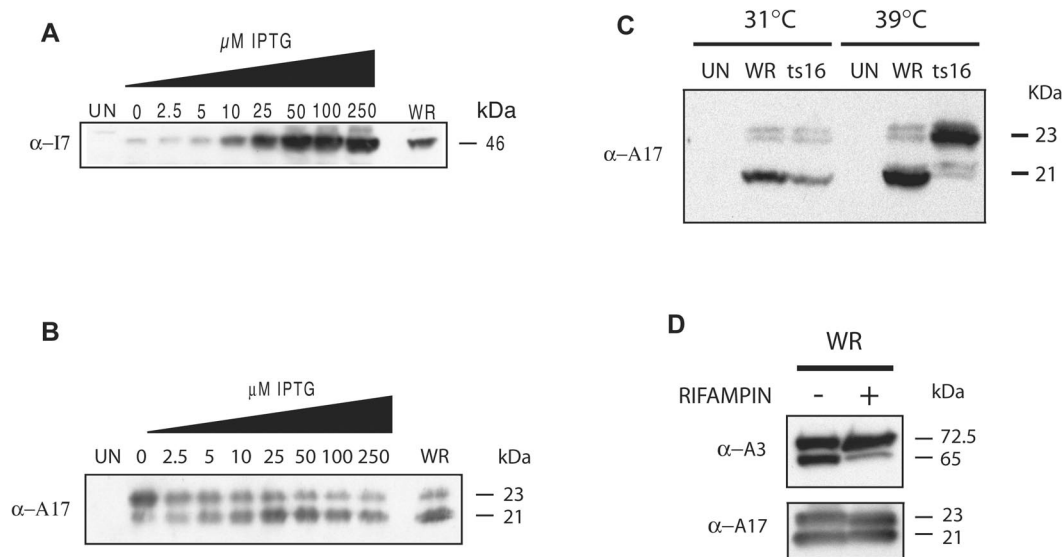 A
μM IPTG
UN 0 2.5 5 10 25 50 100 250 WR kDa
α–I7 — 46
B
μM IPTG
UN 0 2.5 5 10 25 50 100 250 WR kDa
α–A17 — 23
— 21
C
31°C 39°C
UN WR ts16 UN WR ts16 KDa
α–A17 — 23
— 21
D
WR
RIFAMPIN - + kDa
α–A3 — 72.5
— 65
α–A17 — 23
— 21